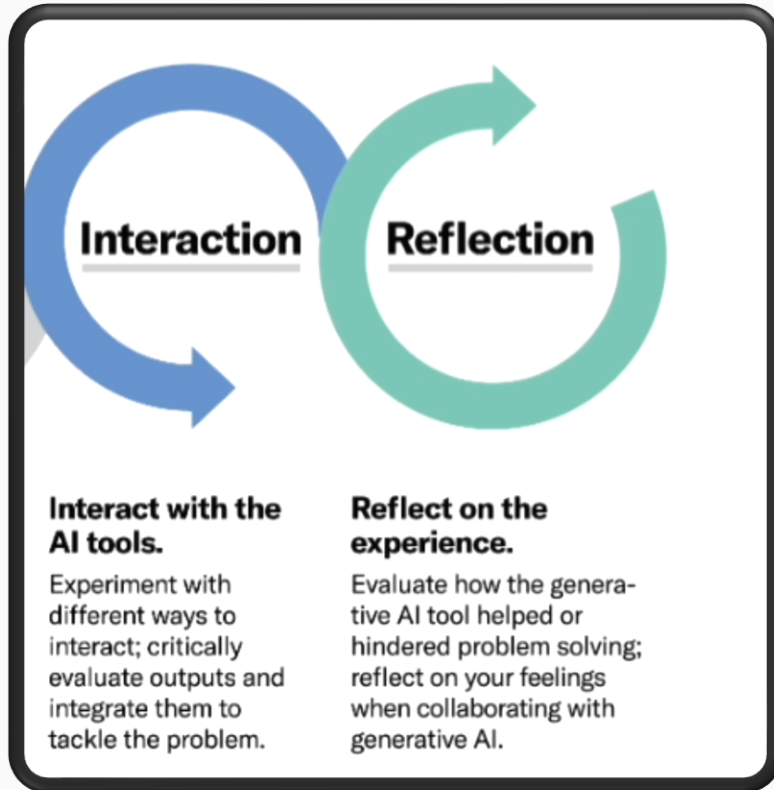 Interaction
Reflection
Interact with the
AI tools.
Experiment with
different ways to
interact; critically
evaluate outputs and
integrate them to
tackle the problem.
Reflect on the
experience.
Evaluate how the genera-
tive AI tool helped or
hindered problem solving;
reflect on your feelings
when collaborating with
generative AI.